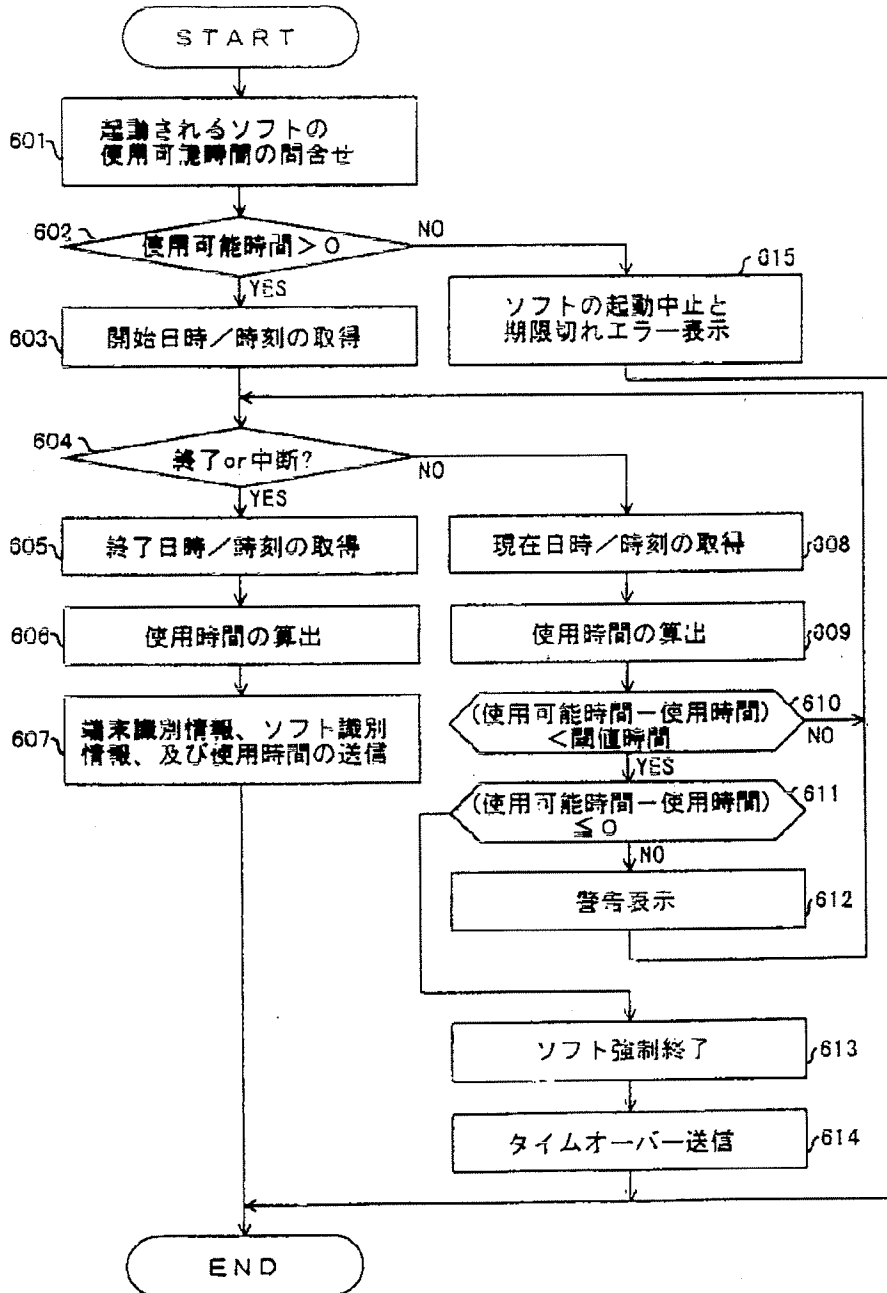 START
601
起動されるソフトの
使用可能時間の問合せ
602
使用可能時間>0
NO
YES
615
ソフトの起動中止と
期限切れエラー表示
603
開始日時/時刻の取得
604
終了or中断?
NO
YES
605
終了日時/時刻の取得
現在日時/時刻の取得
608
606
使用時間の算出
使用時間の算出
609
607
端末識別情報、ソフト識別
情報、及び使用時間の送信
(使用可能時間-使用時間)
<閾値時間
610
NO
YES
(使用可能時間-使用時間)
≦0
611
NO
警告表示
612
ソフト強制終了
613
タイムオーバー送信
614
END